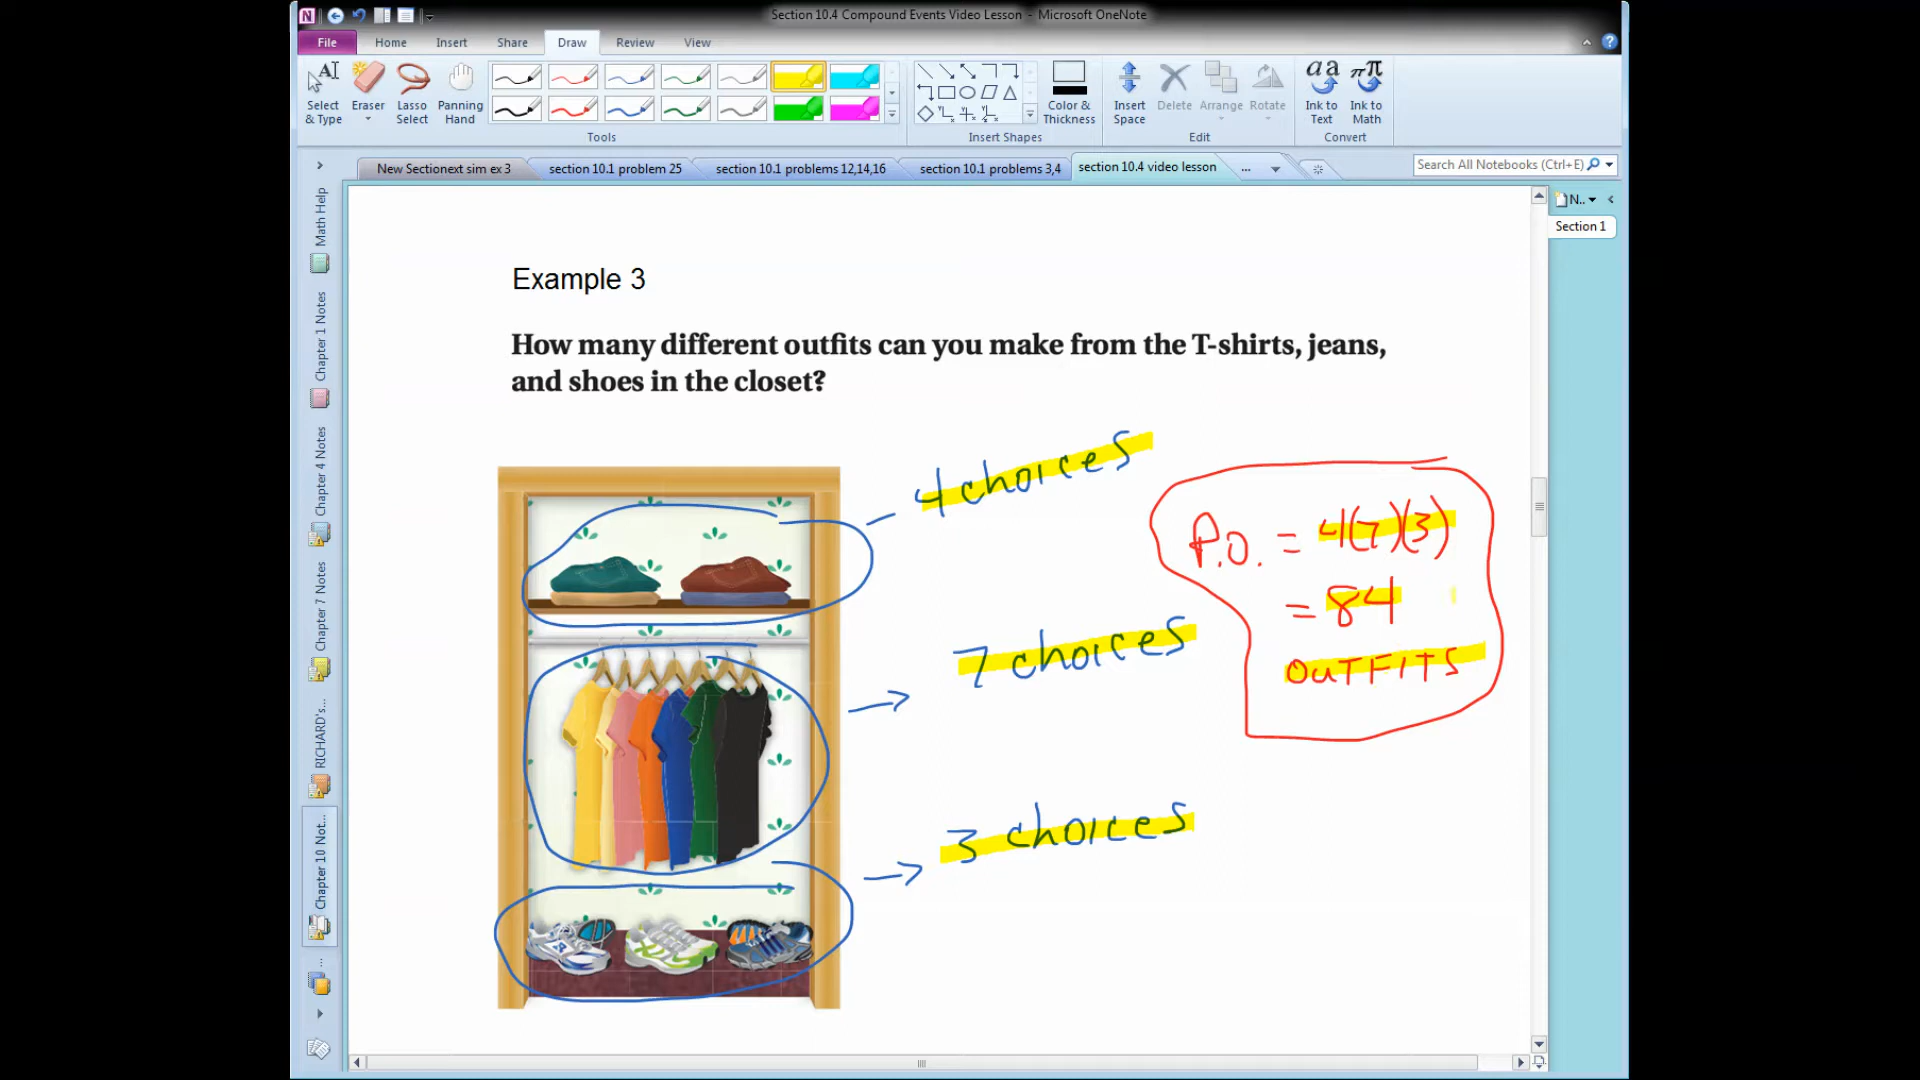 Section 10.4 Compound Events Video Lesson - Microsoft OneNote
File Home Insert Share Draw Review View
Select & Type
Eraser
Lasso Select
Panning Hand
Tools
Insert Shapes
Color & Thickness
Insert Space
Delete
Arrange
Rotate
Edit
Ink to Text
Ink to Math
Convert
New Sectionext sim ex 3
section 10.1 problem 25
section 10.1 problems 12,14,16
section 10.1 problems 3,4
section 10.4 video lesson
...
Search All Notebooks (Ctrl+E)
N..
Section 1
Math Help
Chapter 1 Notes
Chapter 4 Notes
Chapter 7 Notes
RICHARD's...
Chapter 10 Not...
Example 3
How many different outfits can you make from the T-shirts, jeans,
and shoes in the closet?
4 choices
7 choices
3 choices
P.O. = 4(7)(3)
= 84
OUTFITS